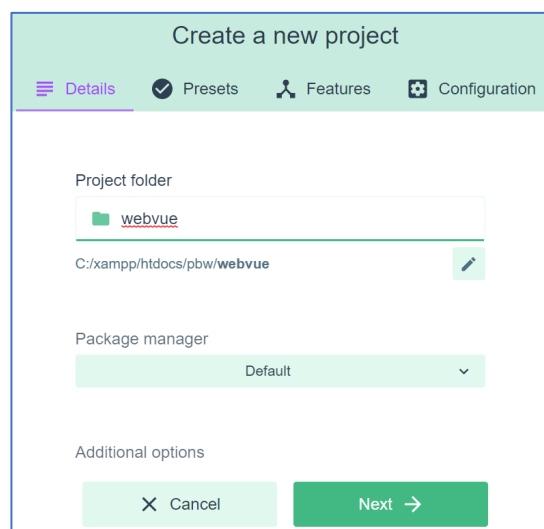 Create a new project
Details Presets Features Configuration
Project folder
webvue
C:/xampp/htdocs/pbw/webvue
Package manager
Default
Additional options
Cancel Next